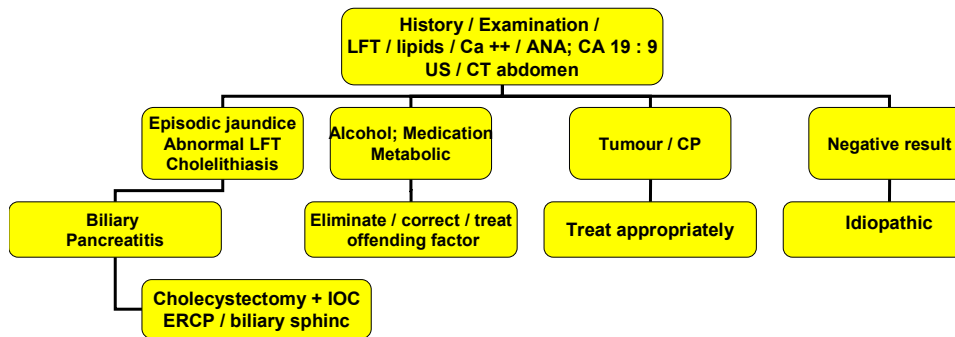 History / Examination /
LFT / lipids / Ca ++ / ANA; CA 19 : 9
US / CT abdomen
Episodic jaundice
Abnormal LFT
Cholelithiasis
Alcohol; Medication
Metabolic
Tumour / CP
Negative result
Biliary
Pancreatitis
Eliminate / correct / treat
offending factor
Treat appropriately
Idiopathic
Cholecystectomy + IOC
ERCP / biliary sphinc